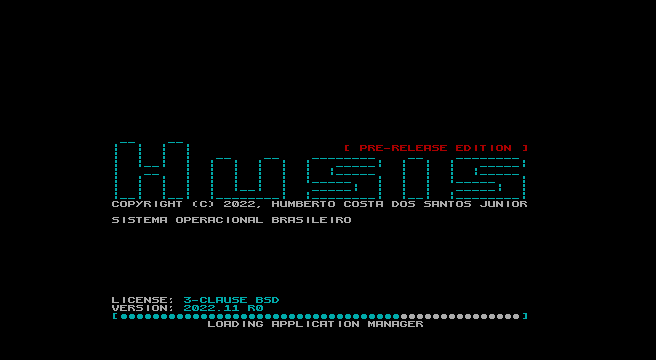 [ PRE-RELEASE EDITION ]
Husis
COPYRIGHT (C) 2022, HUMBERTO COSTA DOS SANTOS JUNIOR
SISTEMA OPERACIONAL BRASILEIRO
LICENSE: 3-CLAUSE BSD
VERSION: 2022.11 R0
LOADING APPLICATION MANAGER